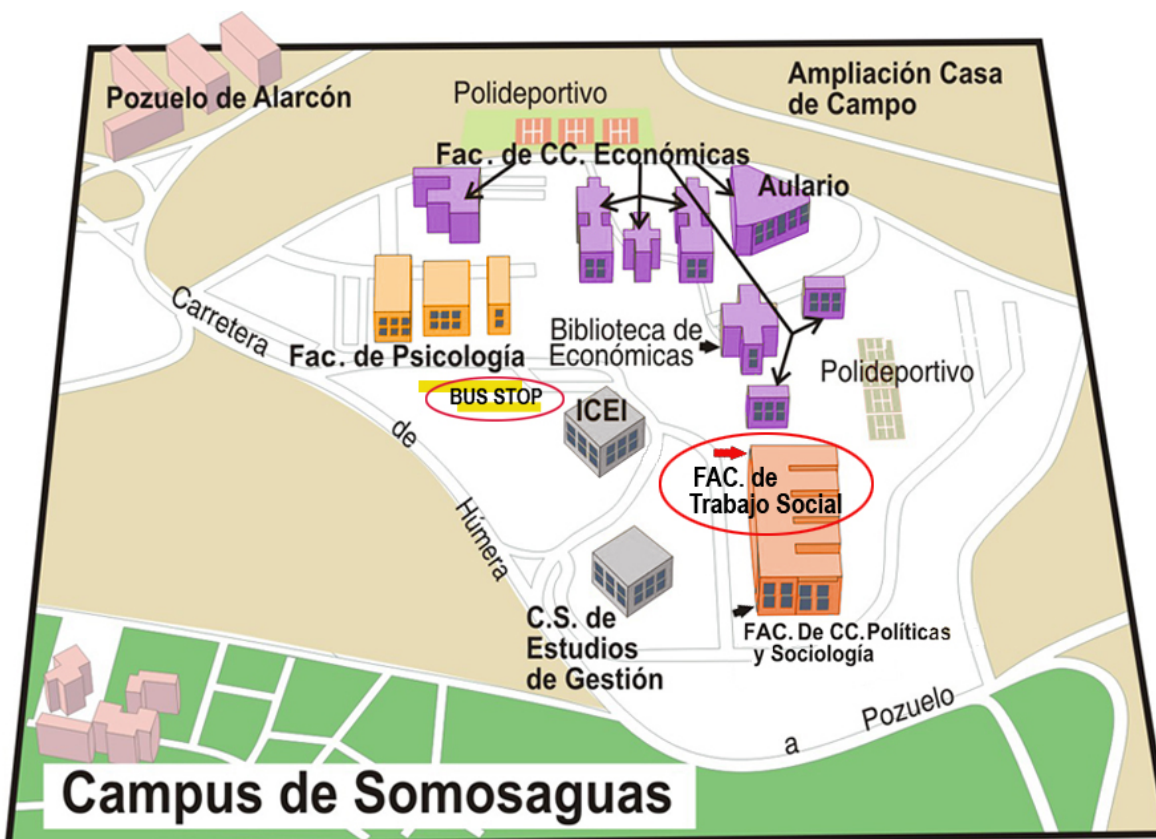 Ampliación Casa
de Campo
Pozuelo de Alarcón
Polideportivo
Fac. de CC. Económicas
Aulario
Carretera
de
Húmera
a
Pozuelo
Biblioteca de
Económicas
Fac. de Psicología
Polideportivo
BUS STOP
ICEI
FAC. de
Trabajo Social
C.S. de
Estudios
de Gestión
FAC. De CC.Políticas
y Sociología
Campus de Somosaguas